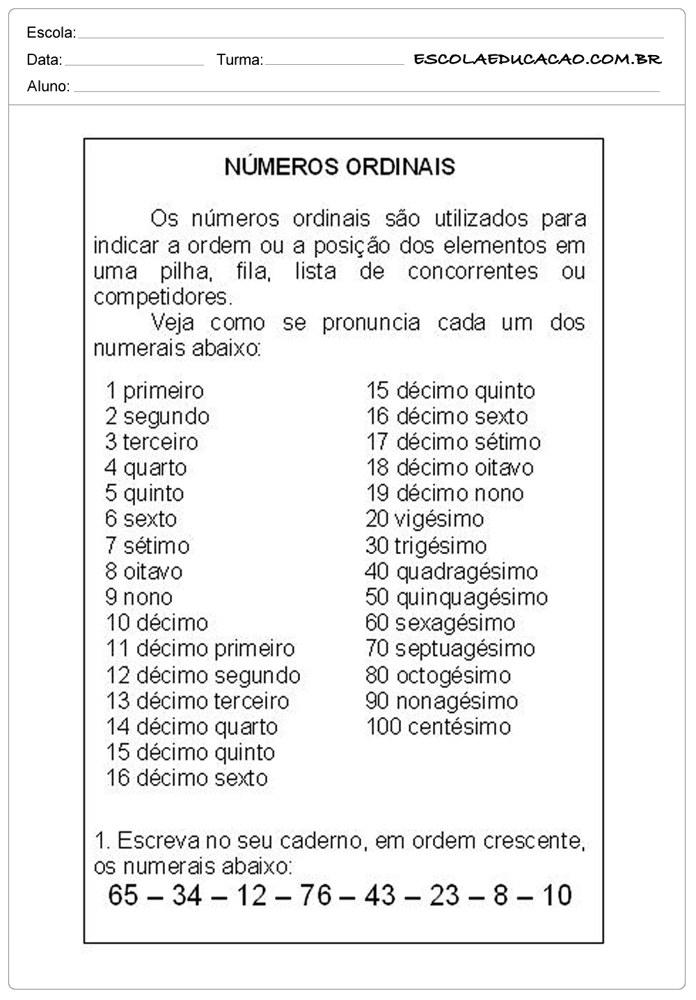 Escola:
Data: Turma: ESCOLAEDUCACAO.COM.BR
Aluno:
NÚMEROS ORDINAIS
Os números ordinais são utilizados para
indicar a ordem ou a posição dos elementos em
uma pilha, fila, lista de concorrentes ou
competidores.
Veja como se pronuncia cada um dos
numerais abaixo:
1 primeiro
2 segundo
3 terceiro
4 quarto
5 quinto
6 sexto
7 sétimo
8 oitavo
9 nono
10 décimo
11 décimo primeiro
12 décimo segundo
13 décimo terceiro
14 décimo quarto
15 décimo quinto
16 décimo sexto
15 décimo quinto
16 décimo sexto
17 décimo sétimo
18 décimo oitavo
19 décimo nono
20 vigésimo
30 trigésimo
40 quadragésimo
50 quinquagésimo
60 sexagésimo
70 septuagésimo
80 octogésimo
90 nonagésimo
100 centésimo
1. Escreva no seu caderno, em ordem crescente,
os numerais abaixo:
65 – 34 – 12 – 76 – 43 – 23 – 8 – 10